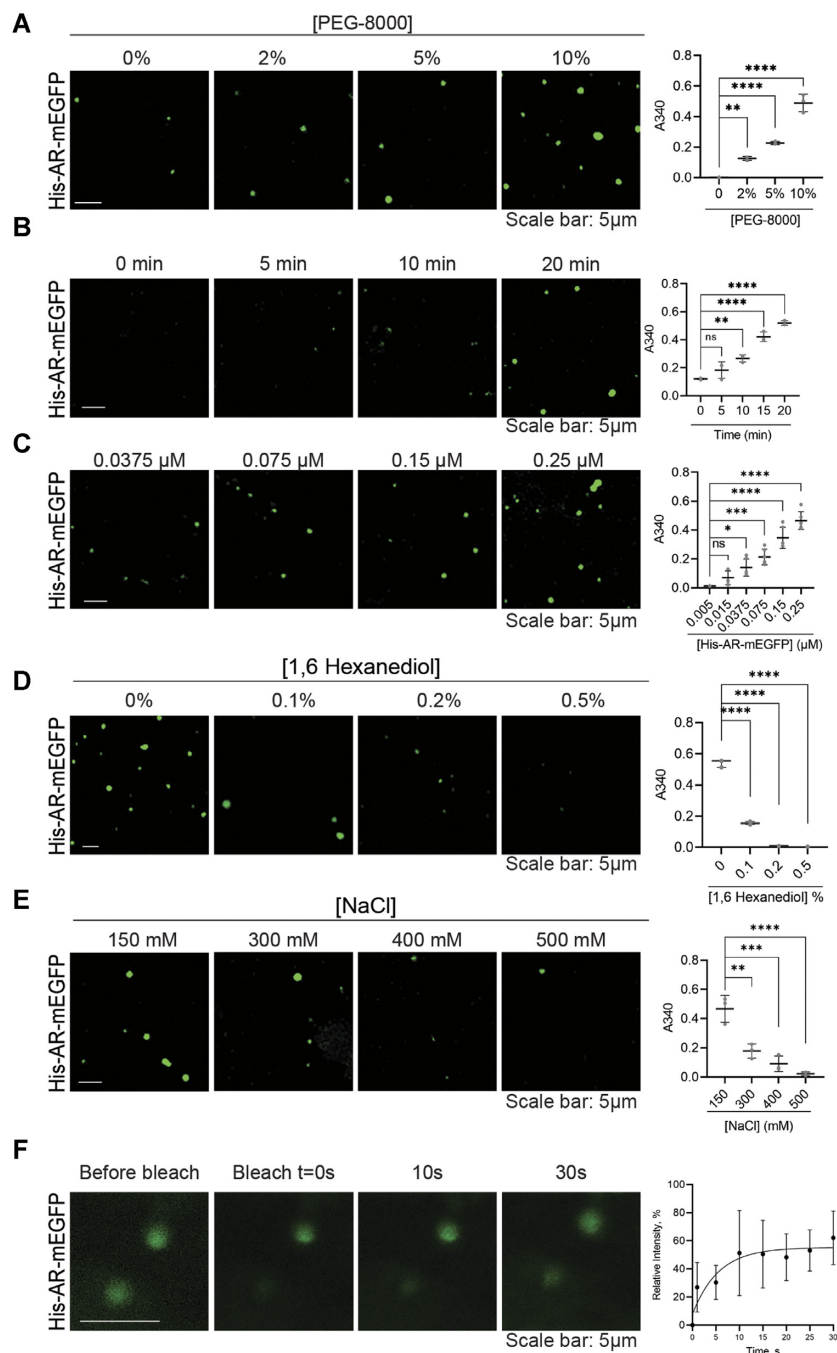 A
[PEG-8000]
0% 2% 5% 10%
His-AR-mEGFP
Scale bar: 5µm
A340
0.8
0.6
0.4
0.2
0.0
****
****
**
0 2% 5% 10%
[PEG-8000]
B
0 min 5 min 10 min 20 min
His-AR-mEGFP
Scale bar: 5µm
A340
0.8
0.6
0.4
0.2
0.0
****
****
**
ns
0 5 10 15 20
Time (min)
C
0.0375 µM 0.075 µM 0.15 µM 0.25 µM
His-AR-mEGFP
Scale bar: 5µm
A340
0.8
0.6
0.4
0.2
0.0
****
****
***
*
ns
0.005 0.015 0.0375 0.075 0.15 0.25
[His-AR-mEGFP] (µM)
D
[1,6 Hexanediol]
0% 0.1% 0.2% 0.5%
His-AR-mEGFP
Scale bar: 5µm
A340
0.8
0.6
0.4
0.2
0.0
****
****
****
0 0.1 0.2 0.5
[1,6 Hexanediol] %
E
[NaCl]
150 mM 300 mM 400 mM 500 mM
His-AR-mEGFP
Scale bar: 5µm
A340
0.8
0.6
0.4
0.2
0.0
****
***
**
150 300 400 500
[NaCl] (mM)
F
Before bleach Bleach t=0s 10s 30s
His-AR-mEGFP
Scale bar: 5µm
Relative Intensity, %
100
80
60
40
20
0
0 5 10 15 20 25 30
Time, s